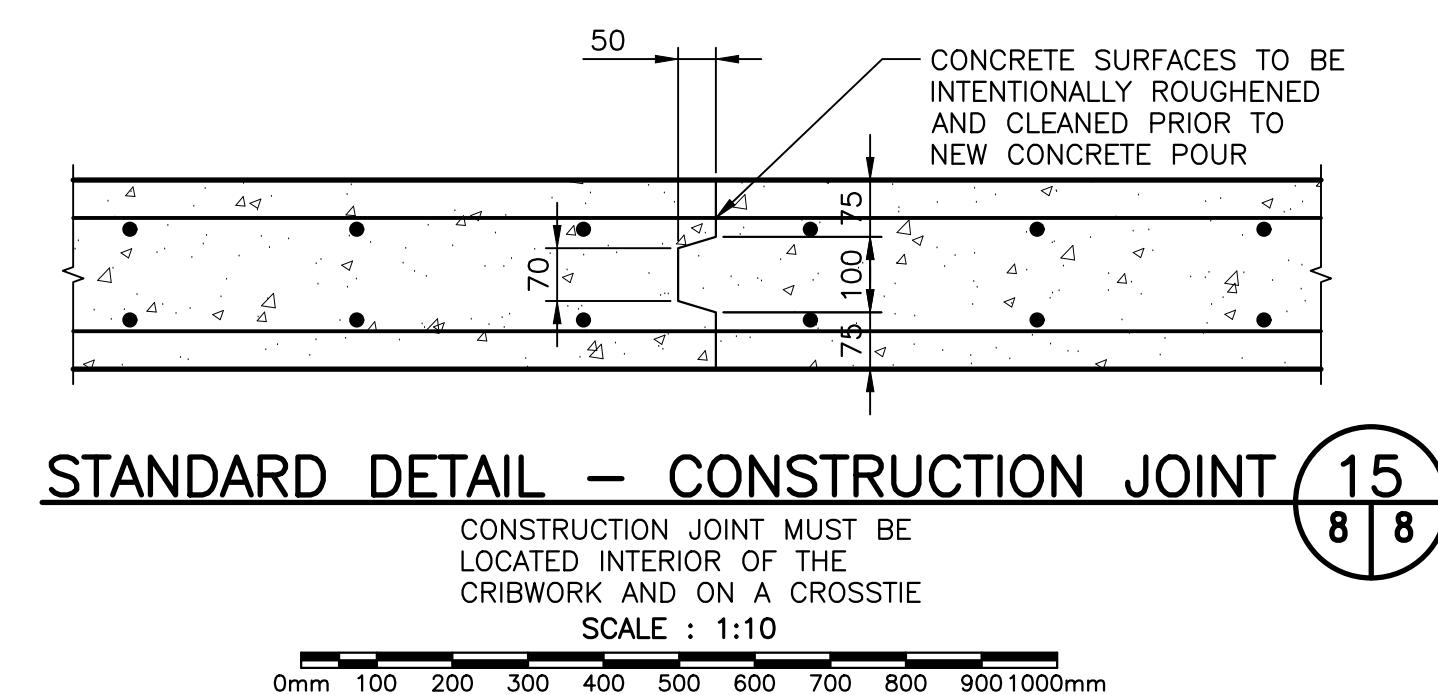 50
CONCRETE SURFACES TO BE
INTENTIONALLY ROUGHENED
AND CLEANED PRIOR TO
NEW CONCRETE POUR
75
70
100
75
STANDARD DETAIL - CONSTRUCTION JOINT
15
8 8
CONSTRUCTION JOINT MUST BE
LOCATED INTERIOR OF THE
CRIBWORK AND ON A CROSSTIE
SCALE : 1:10
0mm 100 200 300 400 500 600 700 800 900 1000mm